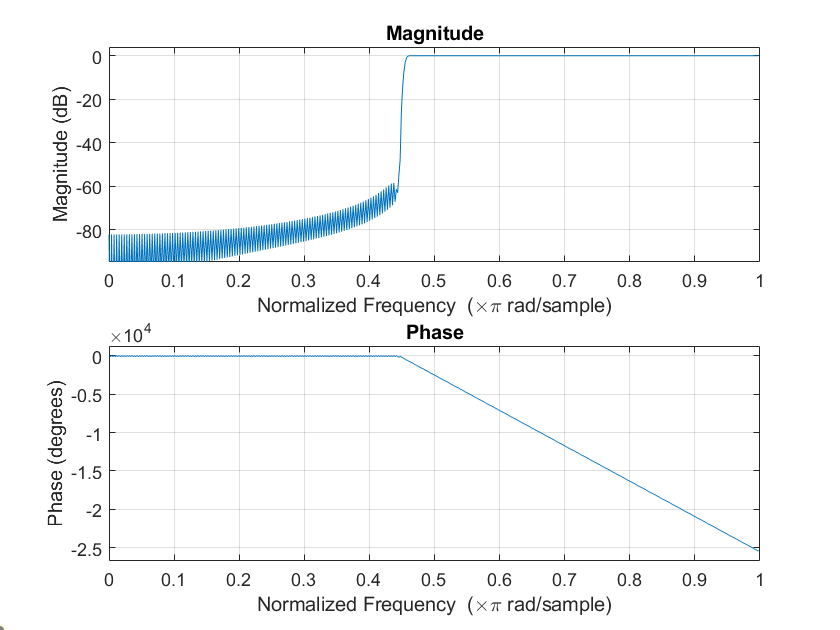 Magnitude
0
-20
-40
-60
-80
Magnitude (dB)
0 0.1 0.2 0.3 0.4 0.5 0.6 0.7 0.8 0.9 1
Normalized Frequency (×π rad/sample)
×10^4
Phase
0
-0.5
-1
-1.5
-2
-2.5
Phase (degrees)
0 0.1 0.2 0.3 0.4 0.5 0.6 0.7 0.8 0.9 1
Normalized Frequency (×π rad/sample)